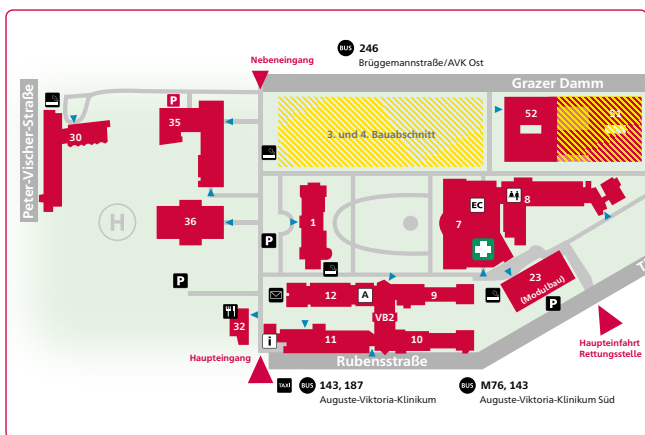 BUS 246
Brüggemannstraße/AVK Ost
Nebeneingang
Grazer Damm
Peter-Vischer-Straße
P
30
35
3. und 4. Bauabschnitt
52
51
H
36
P
1
EC
7
8
P
12
A
9
23
(Modulbau)
P
32
VB2
i
11
10
T
Haupteingang
Rubensstraße
Haupteinfahrt
Rettungsstelle
TAXI BUS 143, 187
Auguste-Viktoria-Klinikum
BUS M76, 143
Auguste-Viktoria-Klinikum Süd